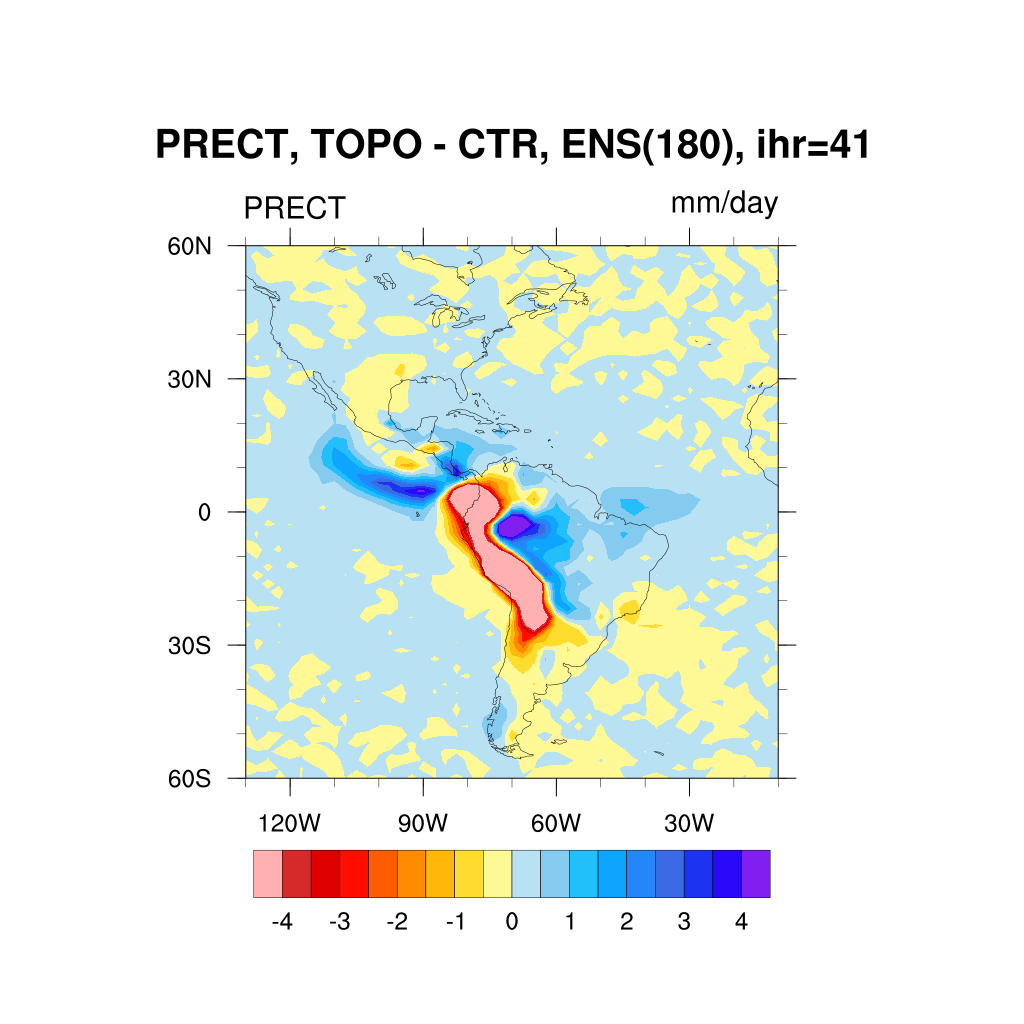 PRECT, TOPO - CTR, ENS(180), ihr=41
PRECT mm/day
60N
30N
0
30S
60S
120W 90W 60W 30W
-4 -3 -2 -1 0 1 2 3 4